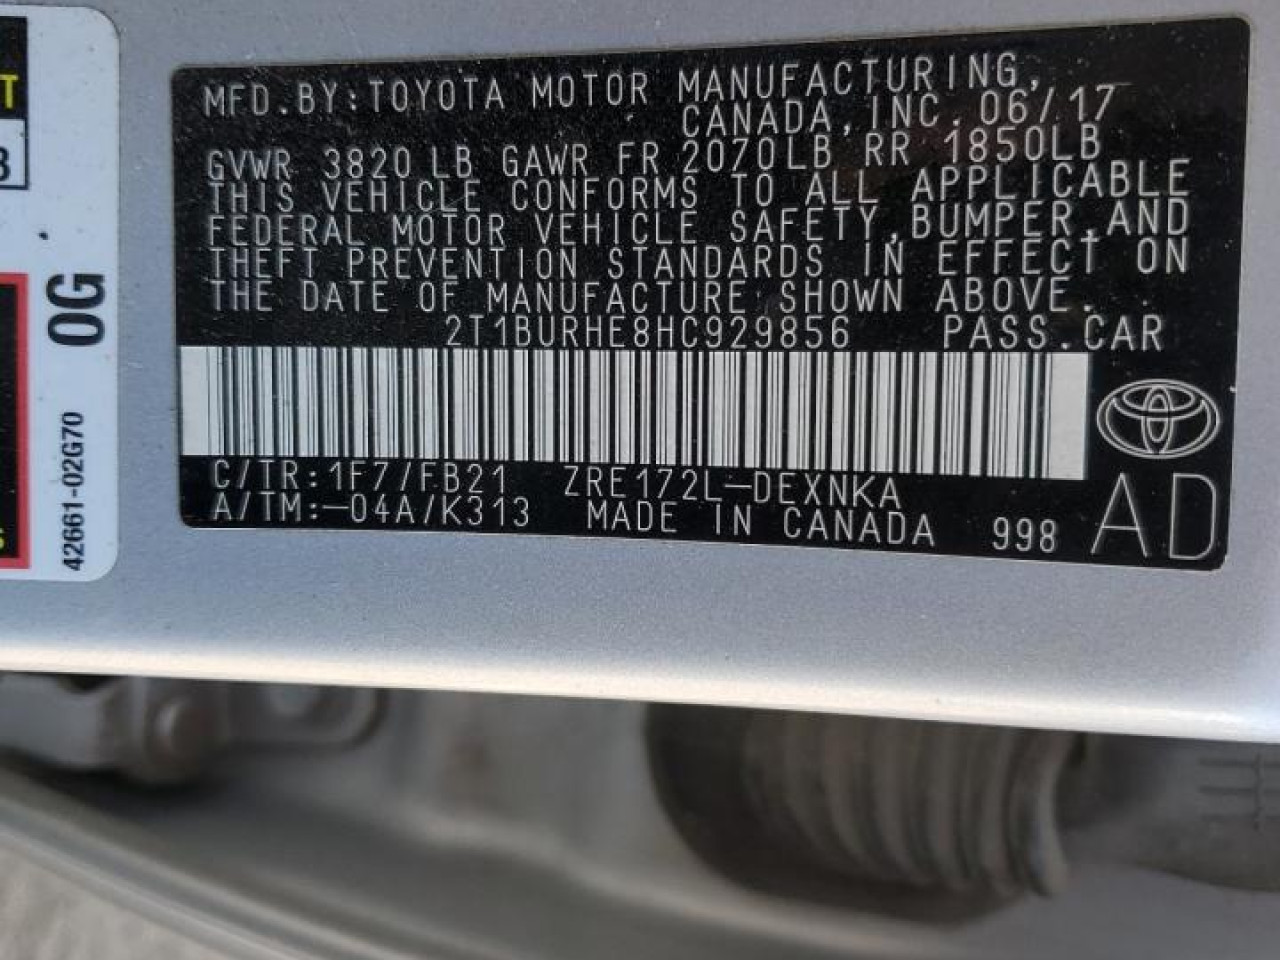 MFD.BY:TOYOTA MOTOR MANUFACTURING,
CANADA, INC. 06/17
GVWR 3820 LB GAWR FR 2070LB RR 1850LB
THIS VEHICLE CONFORMS TO ALL APPLICABLE
FEDERAL MOTOR VEHICLE SAFETY, BUMPER, AND
THEFT PREVENTION STANDARDS IN EFFECT ON
THE DATE OF MANUFACTURE SHOWN ABOVE.
2T1BURHE8HC929856 PASS.CAR
C/TR:1F7/FB21 ZRE172L-DEXNKA
A/TM:-04A/K313 MADE IN CANADA 998
AD
0G
42661-02G70